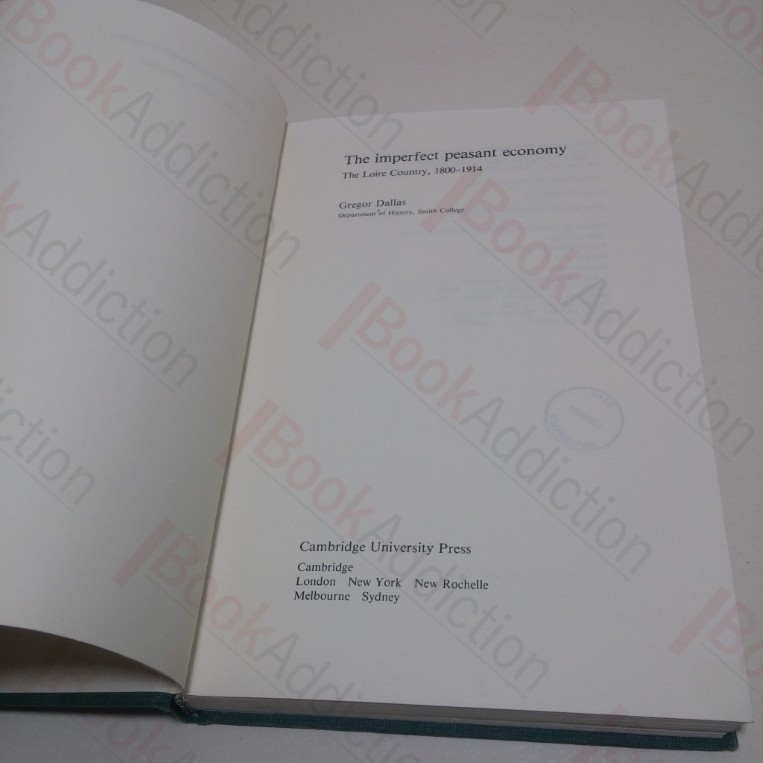 The imperfect peasant economy
The Loire Country, 1800–1914
Gregor Dallas
Department of History, Smith College
Cambridge University Press
Cambridge
London New York New Rochelle
Melbourne Sydney
BookAddiction